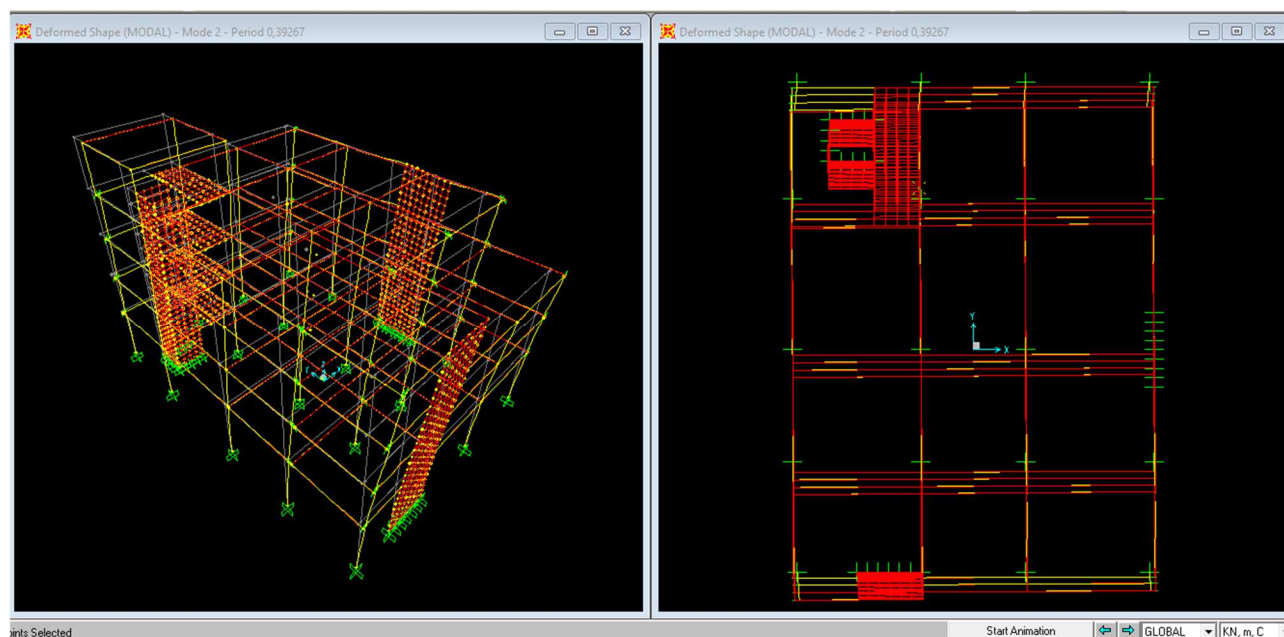 Deformed Shape (MODAL) - Mode 2 - Period 0,39267
Deformed Shape (MODAL) - Mode 2 - Period 0,39267
Y
X
Z
Y
X
oints Selected
Start Animation
GLOBAL
KN, m, C